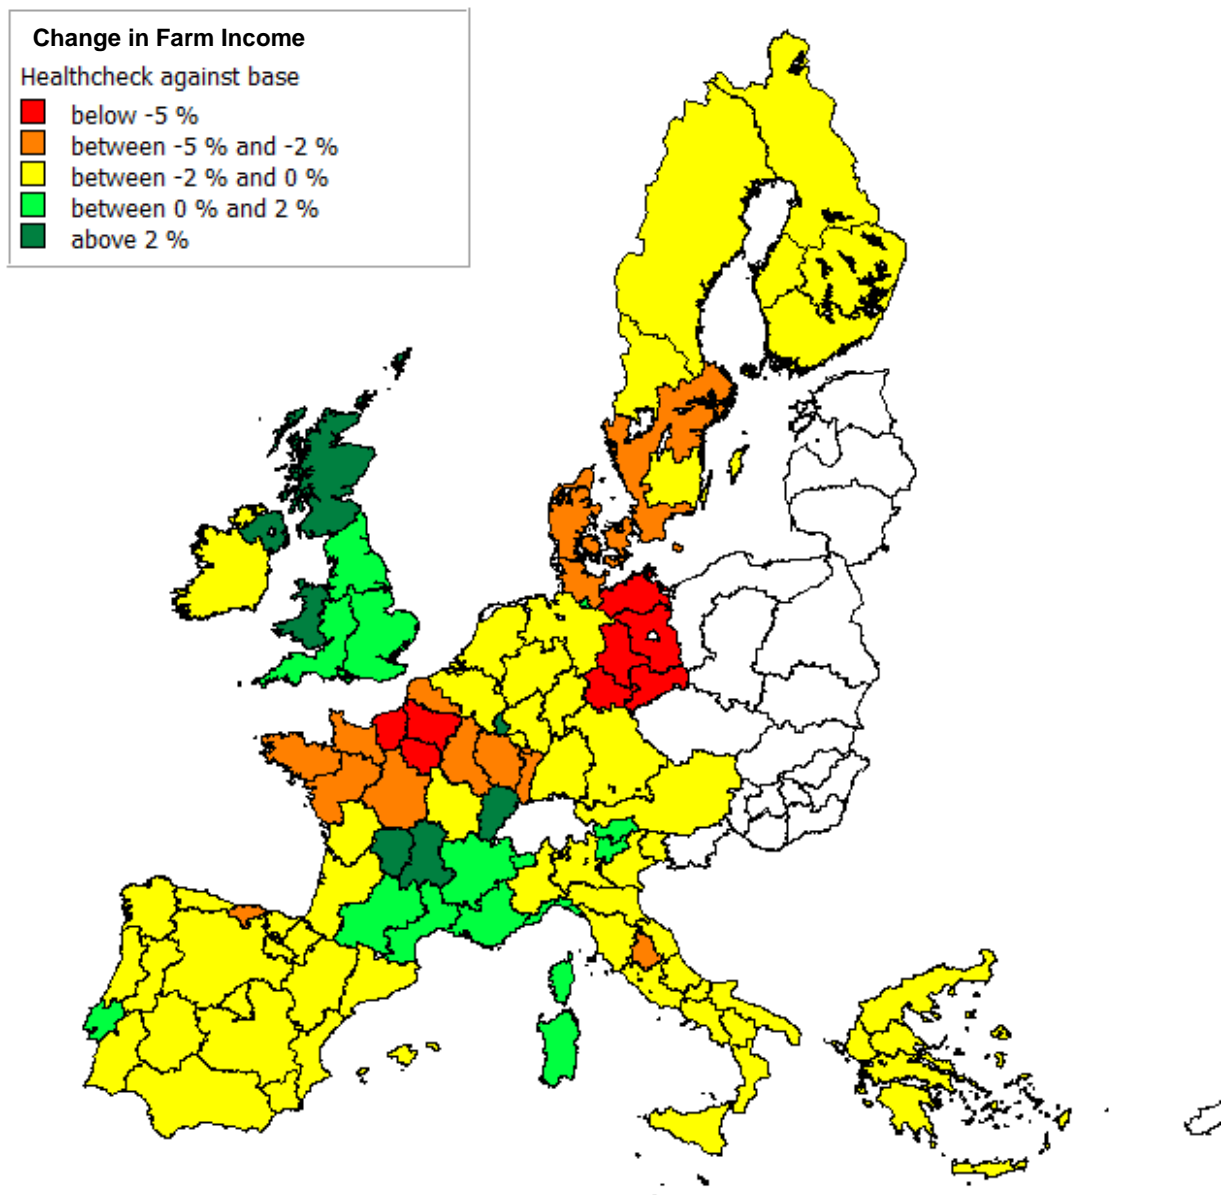 Change in Farm Income
Healthcheck against base
below -5 %
between -5 % and -2 %
between -2 % and 0 %
between 0 % and 2 %
above 2 %